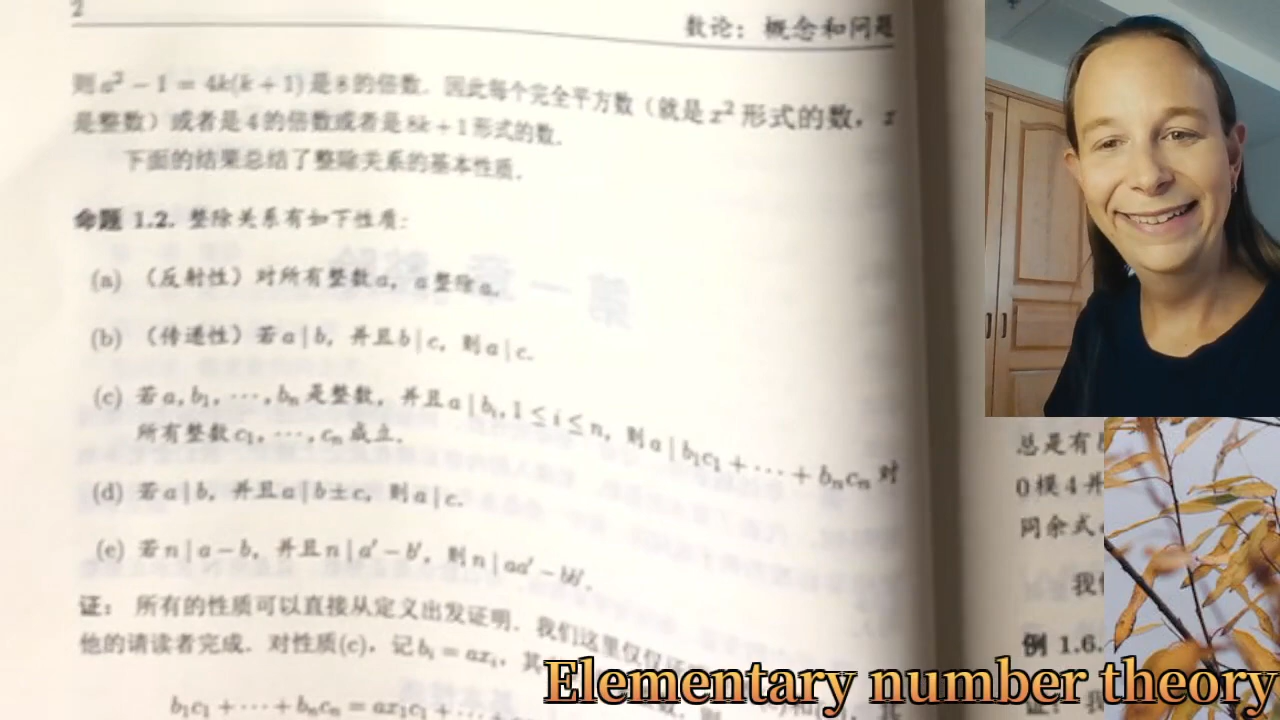 2
数论：概念和问题
则 a² − 1 = 4k(k + 1) 是 8 的倍数. 因此每个完全平方数（就是 x² 形式的数, x
是整数）或者是 4 的倍数或者是 8k + 1 形式的数.
下面的结果总结了整除关系的基本性质.
命题 1.2. 整除关系有如下性质:
(a) （反射性）对所有整数 a, a 整除 a.
(b) （传递性）若 a | b, 并且 b | c, 则 a | c.
(c) 若 a, b₁, ⋯, bₙ 是整数, 并且 a | bᵢ, 1 ≤ i ≤ n, 则 a | b₁c₁ + ⋯ + bₙcₙ 对
所有整数 c₁, ⋯, cₙ 成立.
(d) 若 a | b, 并且 a | b ± c, 则 a | c.
(e) 若 n | a − b, 并且 n | a′ − b′, 则 n | aa′ − bb′.
证: 所有的性质可以直接从定义出发证明. 我们这里仅仅
他的请读者完成. 对性质(c), 记 bᵢ = axᵢ, 其
b₁c₁ + ⋯ + bₙcₙ = ax₁c₁ + ⋯
总是有
0 模 4 并
同余式
我
例 1.6.
证: 我
Elementary number theory